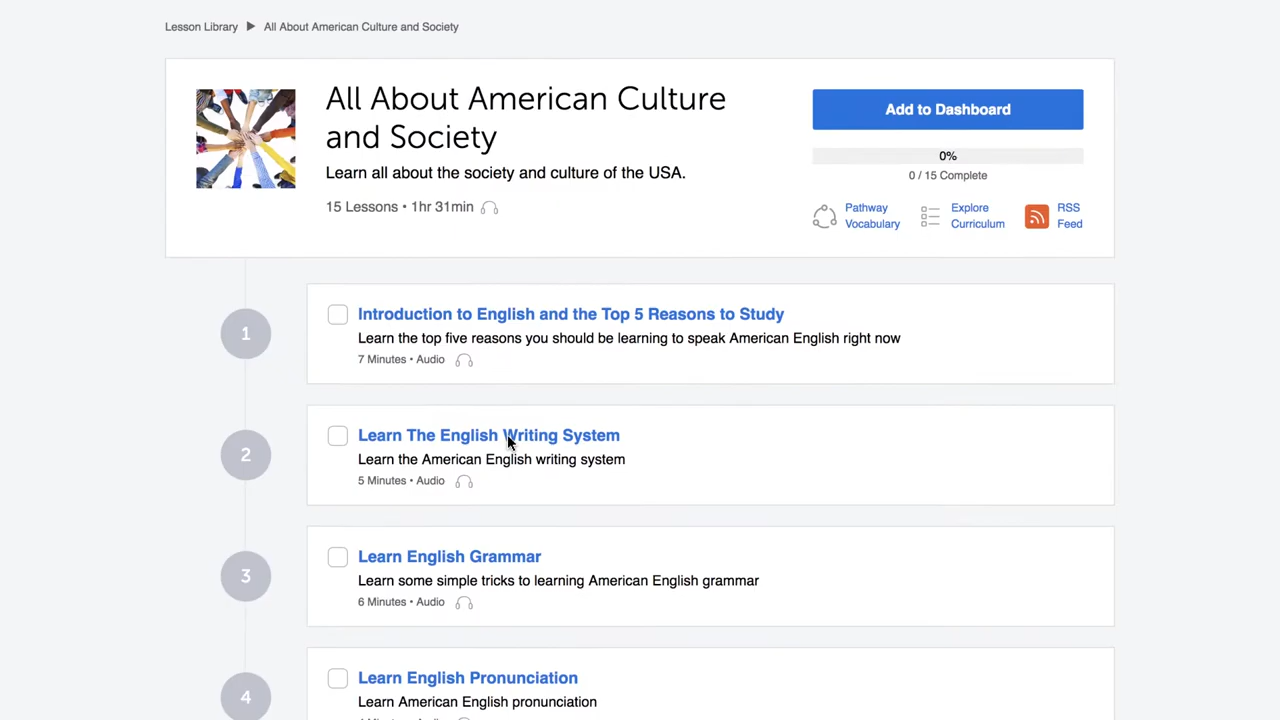 Lesson Library ▶ All About American Culture and Society
All About American Culture
and Society
Learn all about the society and culture of the USA.
15 Lessons • 1hr 31min
Add to Dashboard
0%
0 / 15 Complete
Pathway
Vocabulary
Explore
Curriculum
RSS
Feed
1
Introduction to English and the Top 5 Reasons to Study
Learn the top five reasons you should be learning to speak American English right now
7 Minutes • Audio
2
Learn The English Writing System
Learn the American English writing system
5 Minutes • Audio
3
Learn English Grammar
Learn some simple tricks to learning American English grammar
6 Minutes • Audio
4
Learn English Pronunciation
Learn American English pronunciation